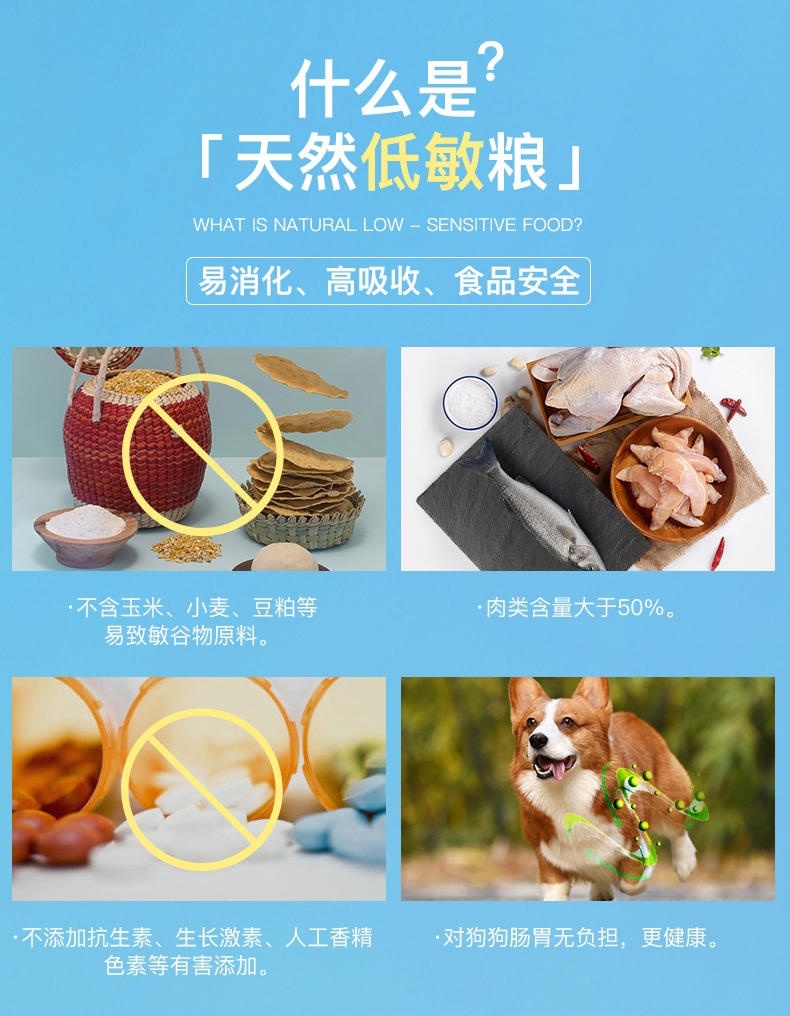 什么是?
「天然低敏粮」
WHAT IS NATURAL LOW – SENSITIVE FOOD?
易消化、高吸收、食品安全
·不含玉米、小麦、豆粕等
易致敏谷物原料。
·肉类含量大于50%。
·不添加抗生素、生长激素、人工香精
色素等有害添加。
·对狗狗肠胃无负担，更健康。